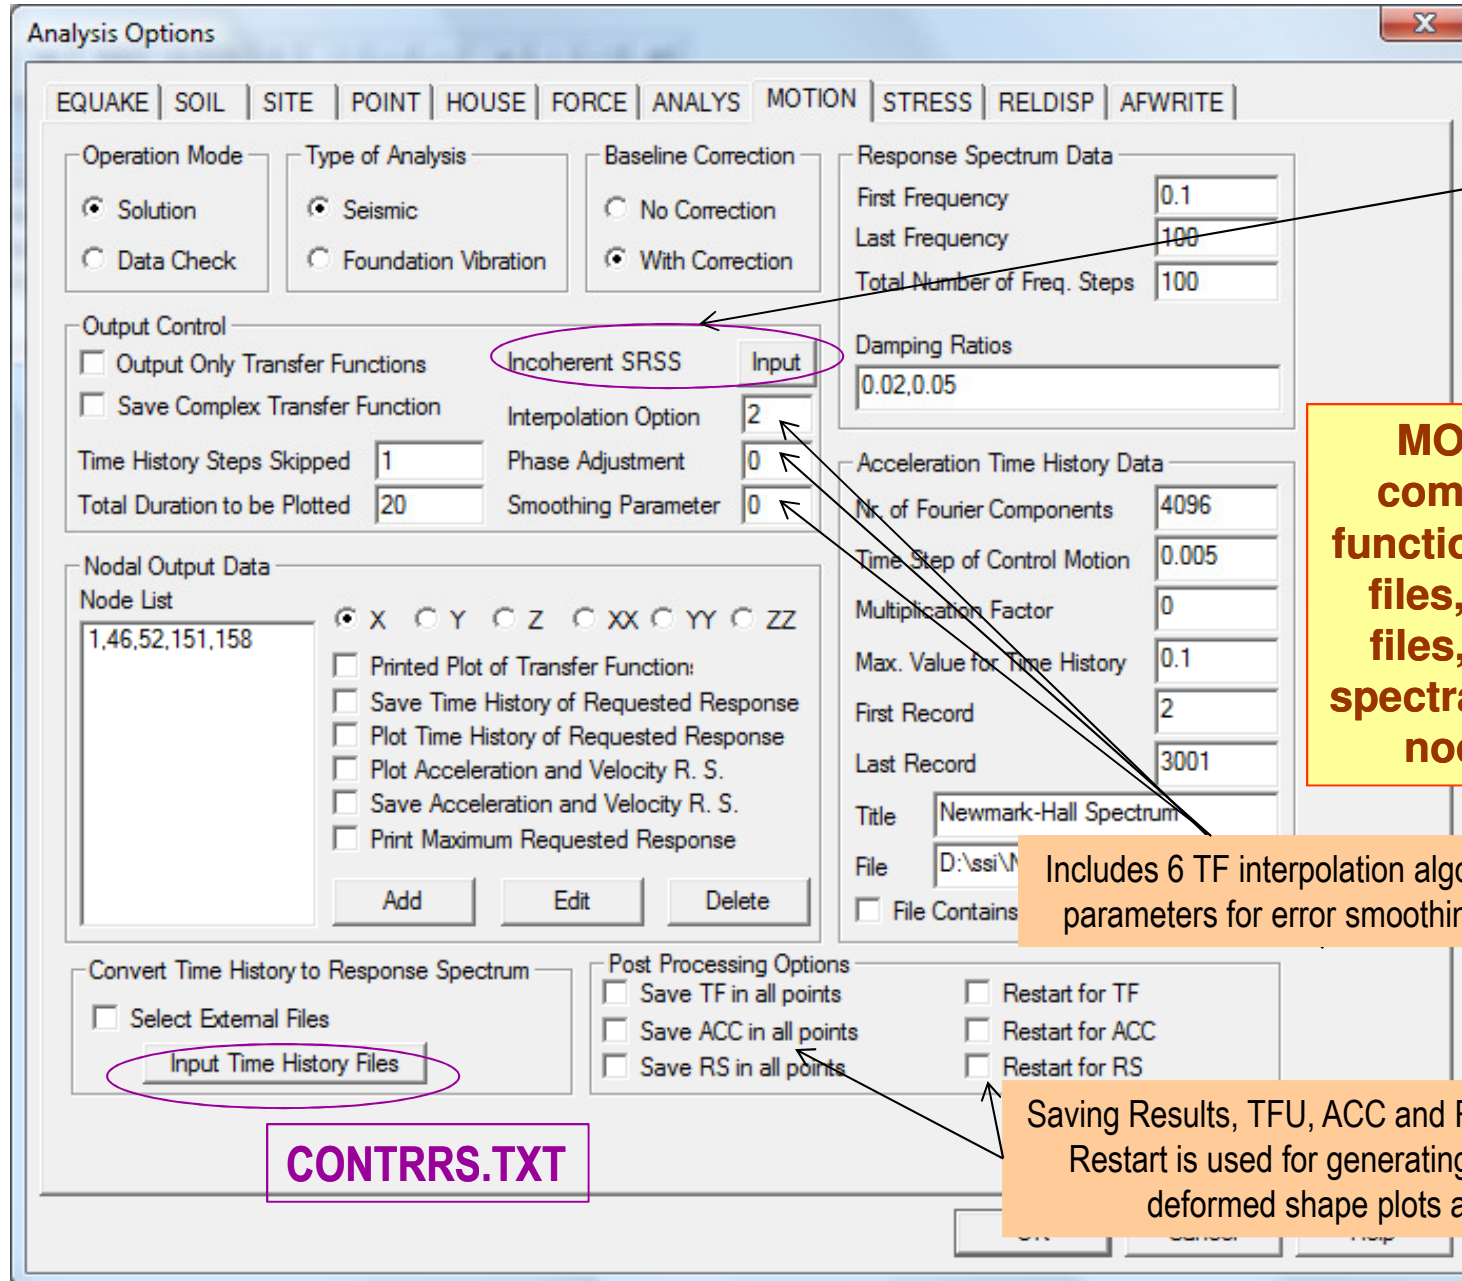 Analysis Options
EQUAKE SOIL SITE POINT HOUSE FORCE ANALYS MOTION STRESS RELDISP AFWRITE
Operation Mode
Solution
Data Check
Type of Analysis
Seismic
Foundation Vibration
Baseline Correction
No Correction
With Correction
Response Spectrum Data
First Frequency 0.1
Last Frequency 100
Total Number of Freq. Steps 100
Damping Ratios
0.02,0.05
Output Control
Output Only Transfer Functions
Save Complex Transfer Function
Incoherent SRSS Input
Interpolation Option 2
Time History Steps Skipped 1
Phase Adjustment 0
Total Duration to be Plotted 20
Smoothing Parameter 0
Acceleration Time History Data
Nr. of Fourier Components 4096
Time Step of Control Motion 0.005
Multiplication Factor 0
Max. Value for Time History 0.1
First Record 2
Last Record 3001
Title Newmark-Hall Spectrum
File D:\ssi\
File Contains
Nodal Output Data
Node List
1,46,52,151,158
X Y Z XX YY ZZ
Printed Plot of Transfer Function
Save Time History of Requested Response
Plot Time History of Requested Response
Plot Acceleration and Velocity R. S.
Save Acceleration and Velocity R. S.
Print Maximum Requested Response
Add Edit Delete
MO
com
functio
files,
files,
spectra
no
Includes 6 TF interpolation algo
parameters for error smoothin
Convert Time History to Response Spectrum
Select External Files
Input Time History Files
Post Processing Options
Save TF in all points
Save ACC in all points
Save RS in all points
Restart for TF
Restart for ACC
Restart for RS
CONTRRS.TXT
Saving Results, TFU, ACC and
Restart is used for generating
deformed shape plots a